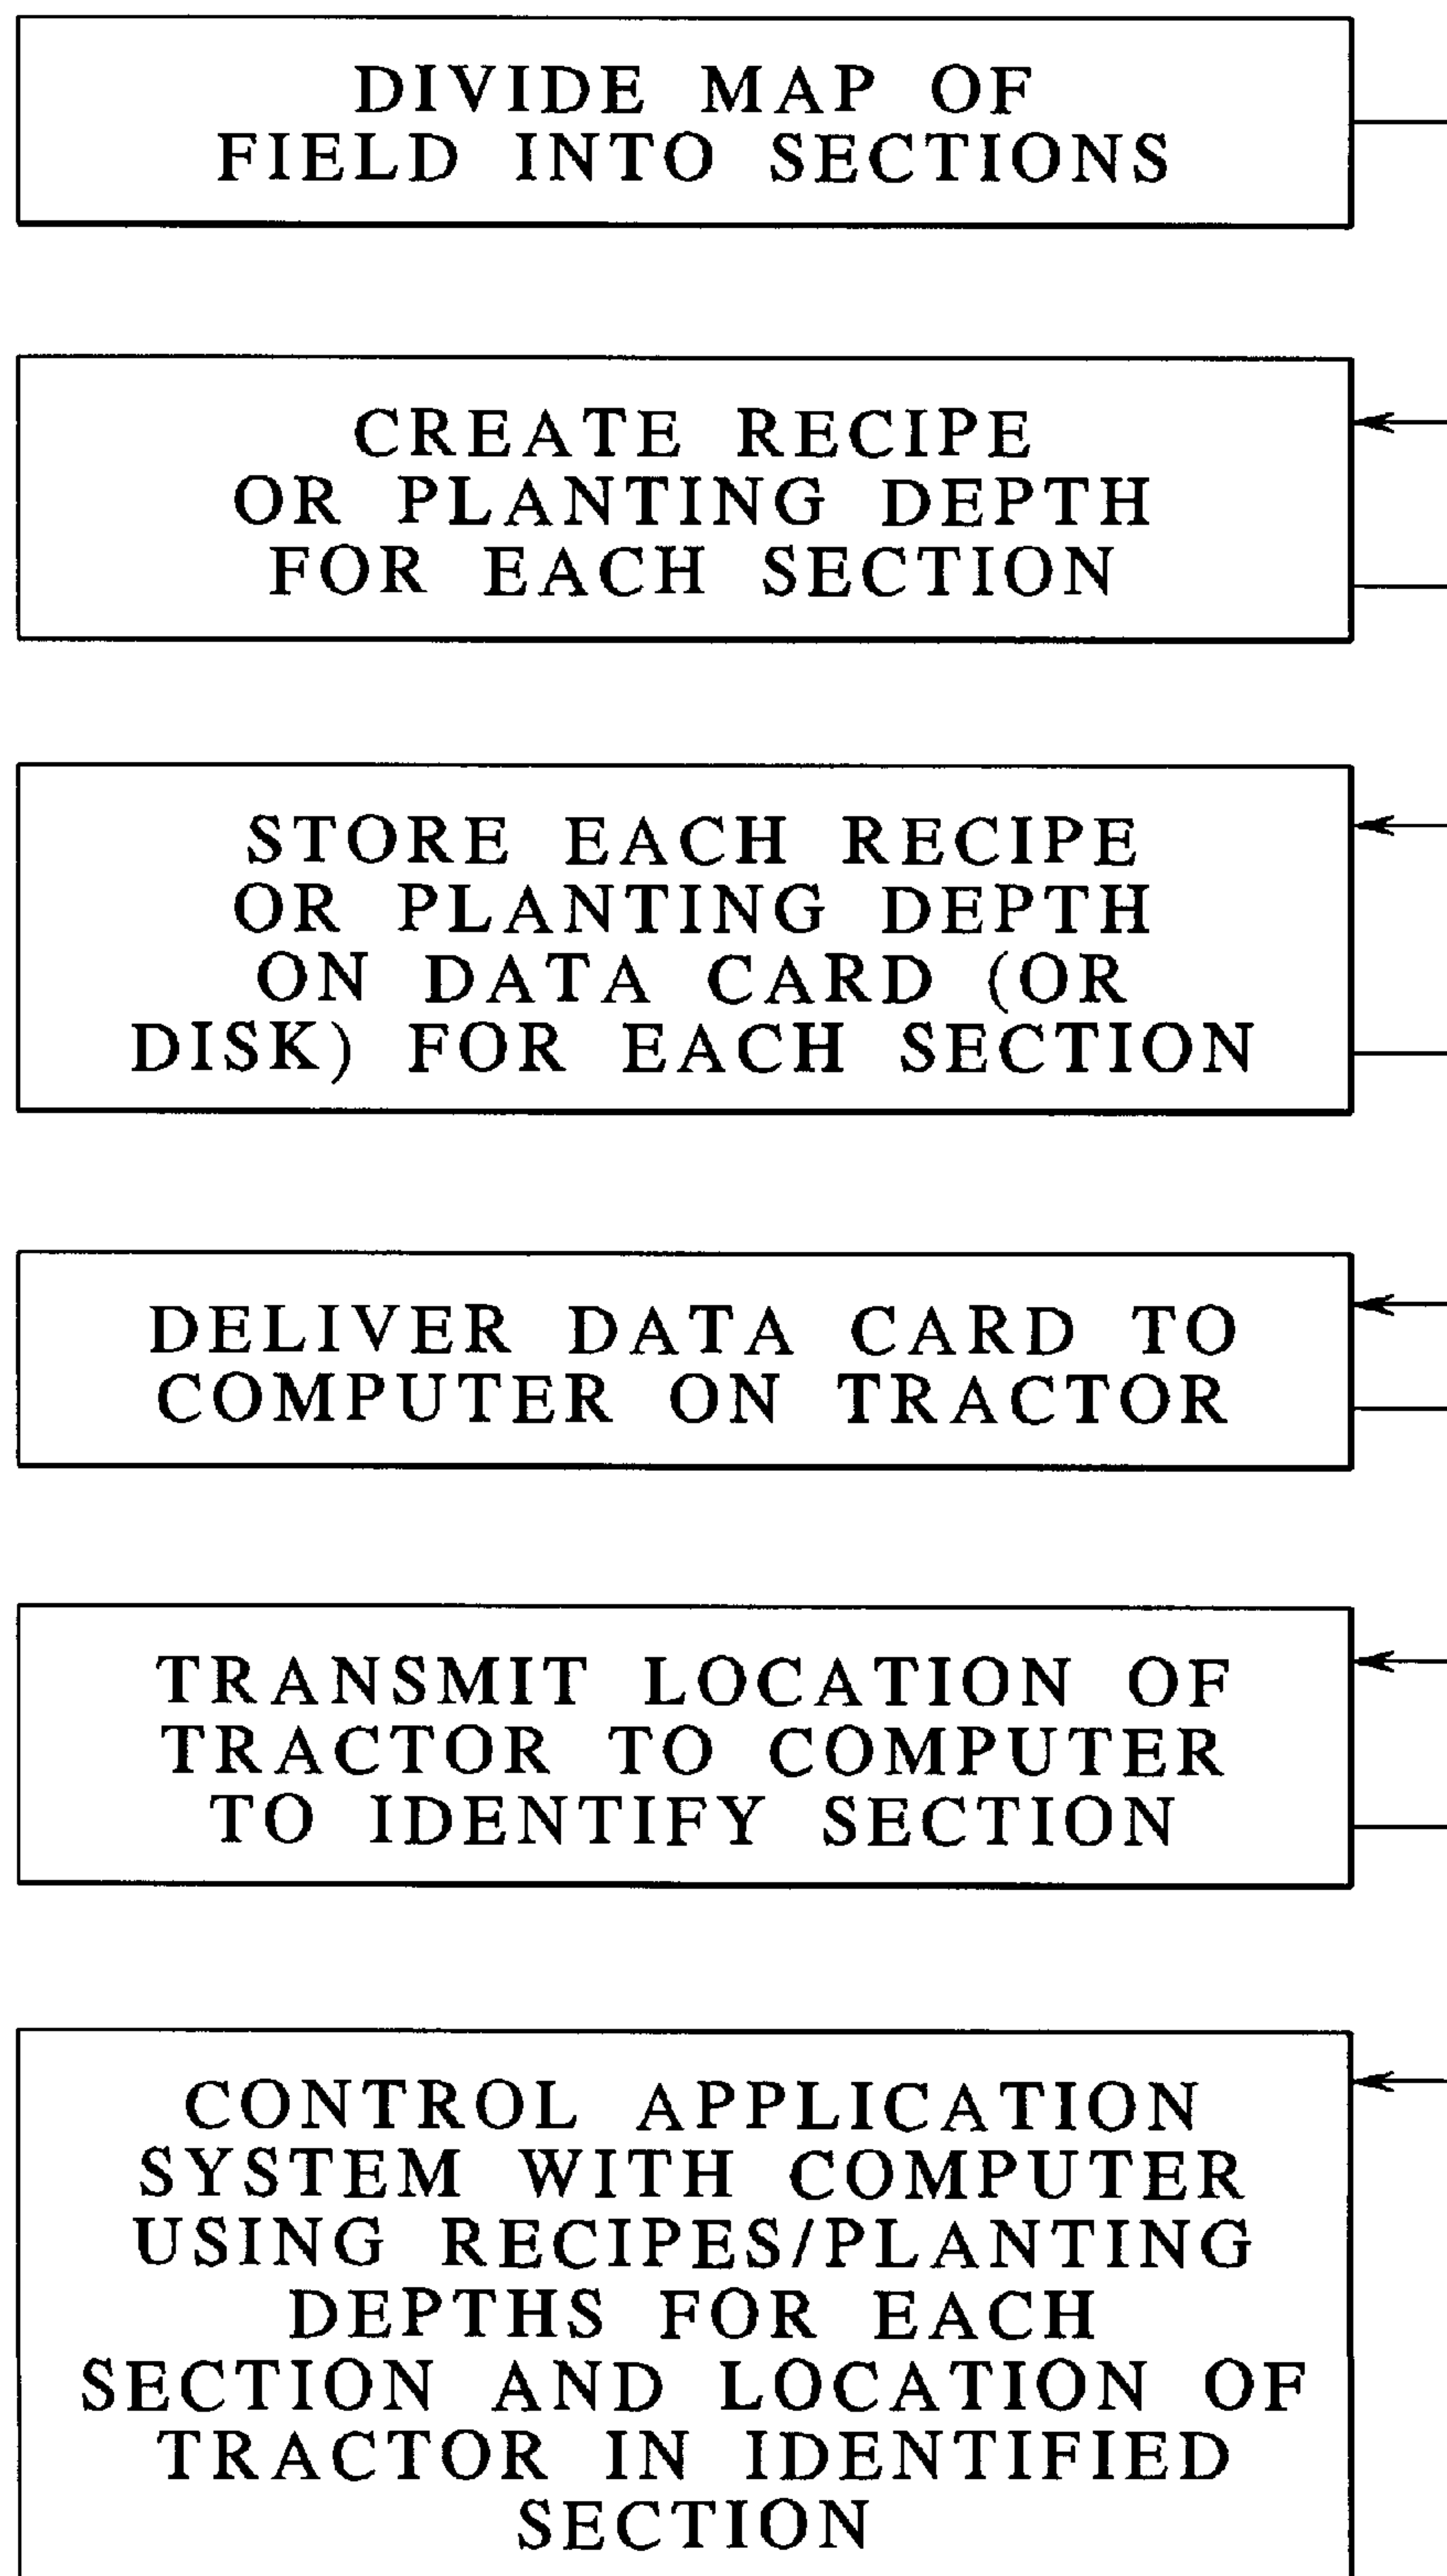 DIVIDE MAP OF
FIELD INTO SECTIONS
CREATE RECIPE
OR PLANTING DEPTH
FOR EACH SECTION
STORE EACH RECIPE
OR PLANTING DEPTH
ON DATA CARD (OR
DISK) FOR EACH SECTION
DELIVER DATA CARD TO
COMPUTER ON TRACTOR
TRANSMIT LOCATION OF
TRACTOR TO COMPUTER
TO IDENTIFY SECTION
CONTROL APPLICATION
SYSTEM WITH COMPUTER
USING RECIPES/PLANTING
DEPTHS FOR EACH
SECTION AND LOCATION OF
TRACTOR IN IDENTIFIED
SECTION